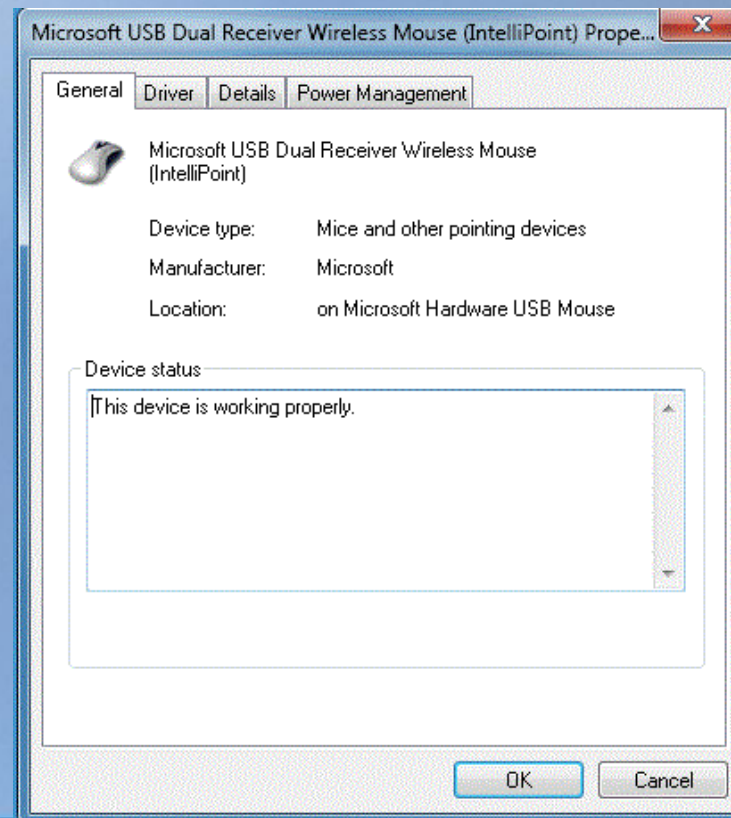 Microsoft USB Dual Receiver Wireless Mouse (IntelliPoint) Prope...
General Driver Details Power Management
Microsoft USB Dual Receiver Wireless Mouse
(IntelliPoint)
Device type: Mice and other pointing devices
Manufacturer: Microsoft
Location: on Microsoft Hardware USB Mouse
Device status
This device is working properly.
OK Cancel